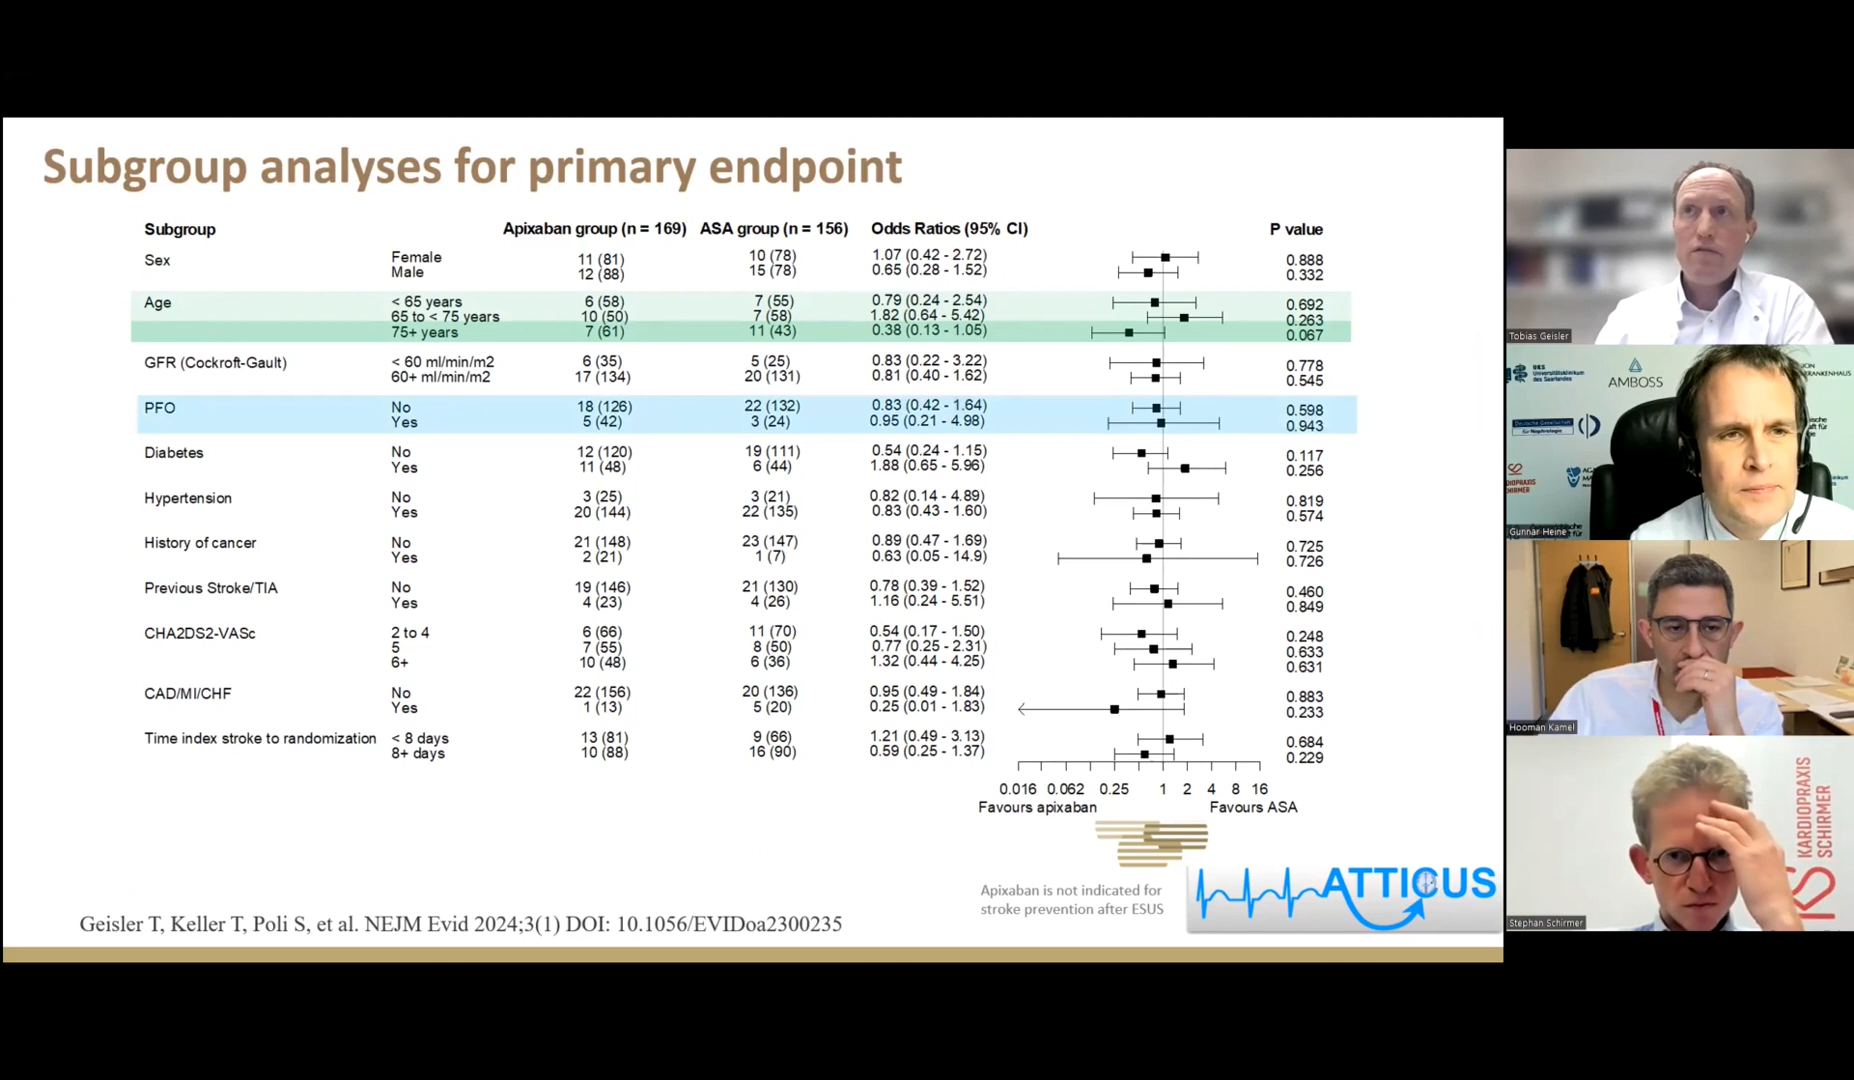 Subgroup analyses for primary endpoint
Subgroup Apixaban group (n = 169) ASA group (n = 156) Odds Ratios (95% CI) P value
Sex Female 11 (81) 10 (78) 1.07 (0.42 - 2.72) 0.888
Male 12 (88) 15 (78) 0.65 (0.28 - 1.52) 0.332
Age < 65 years 6 (58) 7 (55) 0.79 (0.24 - 2.54) 0.692
65 to < 75 years 10 (50) 7 (58) 1.82 (0.64 - 5.42) 0.263
75+ years 7 (61) 11 (43) 0.38 (0.13 - 1.05) 0.067
GFR (Cockroft-Gault) < 60 ml/min/m2 6 (35) 5 (25) 0.83 (0.22 - 3.22) 0.778
60+ ml/min/m2 17 (134) 20 (131) 0.81 (0.40 - 1.62) 0.545
PFO No 18 (126) 22 (132) 0.83 (0.42 - 1.64) 0.598
Yes 5 (42) 3 (24) 0.95 (0.21 - 4.98) 0.943
Diabetes No 12 (120) 19 (111) 0.54 (0.24 - 1.15) 0.117
Yes 11 (48) 6 (44) 1.88 (0.65 - 5.96) 0.256
Hypertension No 3 (25) 3 (21) 0.82 (0.14 - 4.89) 0.819
Yes 20 (144) 22 (135) 0.83 (0.43 - 1.60) 0.574
History of cancer No 21 (148) 23 (147) 0.89 (0.47 - 1.69) 0.725
Yes 2 (21) 1 (7) 0.63 (0.05 - 14.9) 0.726
Previous Stroke/TIA No 19 (146) 21 (130) 0.78 (0.39 - 1.52) 0.460
Yes 4 (23) 4 (26) 1.16 (0.24 - 5.51) 0.849
CHA2DS2-VASc 2 to 4 6 (66) 11 (70) 0.54 (0.17 - 1.50) 0.248
5 7 (55) 8 (50) 0.77 (0.25 - 2.31) 0.633
6+ 10 (48) 6 (36) 1.32 (0.44 - 4.25) 0.631
CAD/MI/CHF No 22 (156) 20 (136) 0.95 (0.49 - 1.84) 0.883
Yes 1 (13) 5 (20) 0.25 (0.01 - 1.83) 0.233
Time index stroke to randomization < 8 days 13 (81) 9 (66) 1.21 (0.49 - 3.13) 0.684
8+ days 10 (88) 16 (90) 0.59 (0.25 - 1.37) 0.229
0.016 0.062 0.25 1 2 4 8 16
Favours apixaban Favours ASA
Apixaban is not indicated for
stroke prevention after ESUS
ATTICUS
Geisler T, Keller T, Poli S, et al. NEJM Evid 2024;3(1) DOI: 10.1056/EVIDoa2300235
Tobias Geisler
UKS
Universitätsklinikum
des Saarlandes
AMBOSS
KRANKENHAUS
Deutsche Gesellschaft
für Nephrologie
SCHIRMER
Gunnar Heine
Hooman Kamel
KARDIOPRAXIS
SCHIRMER
KS
Stephan Schirmer